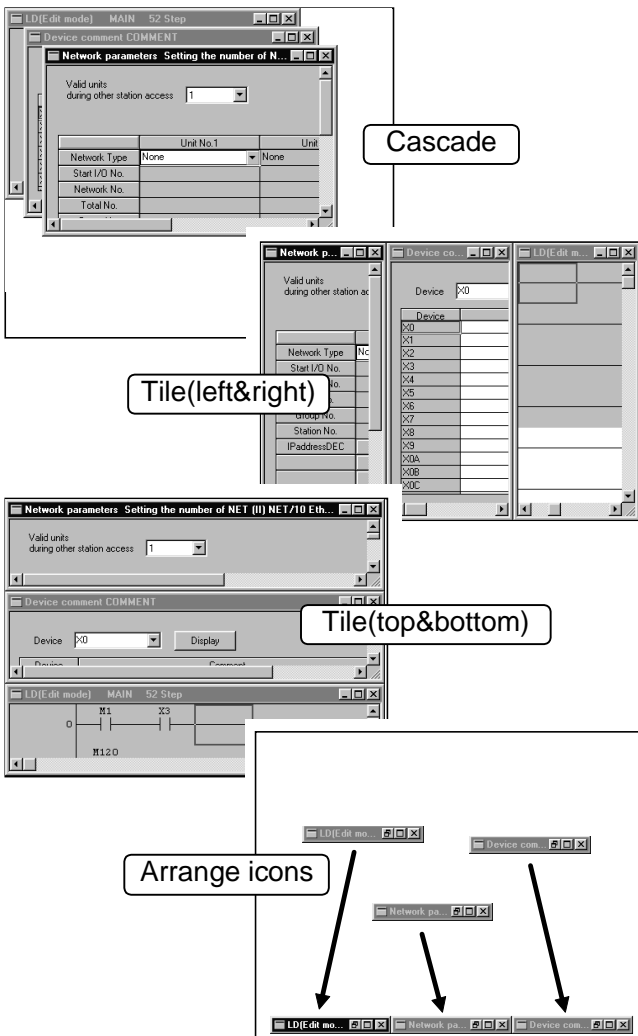 LD(Edit mode) MAIN 52 Step
Device comment COMMENT
Network parameters Setting the number of N...
Valid units
during other station access 1
Unit No.1 Unit
Network Type None None
Start I/O No.
Network No.
Total No.
Cascade
Network p... Device co... LD(Edit m...
Valid units
during other station ac
Device X0
Device
X0
X1
Network Type No X2
Start I/O No. X3
No. X4
X5
X6
Group No. X7
Station No. X8
IPaddressDEC X9
X0A
X0B
X0C
Tile(left&right)
Network parameters Setting the number of NET (II) NET/10 Eth...
Valid units
during other station access 1
Device comment COMMENT
Device X0 Display
Device Comment
Tile(top&bottom)
LD(Edit mode) MAIN 52 Step
M1 X3
0
M120
LD(Edit mo...
Device com...
Arrange icons
Network pa...
LD(Edit mo... Network pa... Device com...